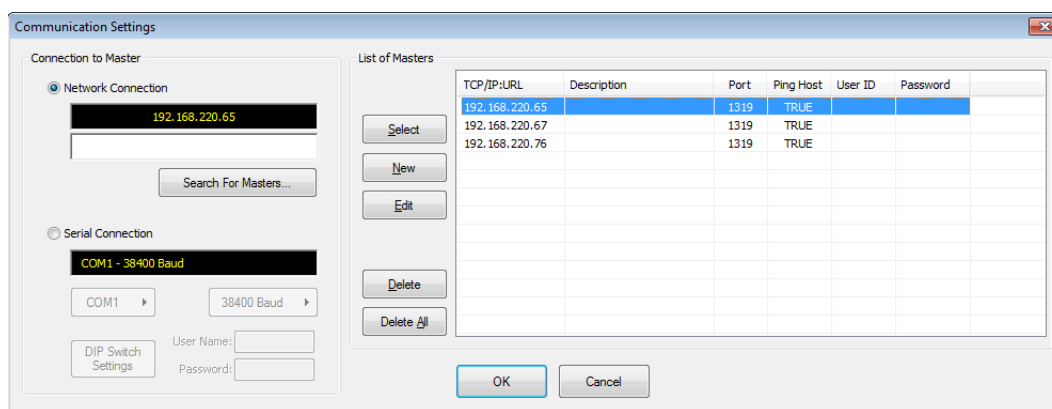 Communication Settings
Connection to Master
Network Connection
192.168.220.65
Search For Masters...
Serial Connection
COM1 - 38400 Baud
COM1
38400 Baud
DIP Switch
Settings
User Name:
Password:
List of Masters
Select
New
Edit
Delete
Delete All
TCP/IP:URL Description Port Ping Host User ID Password
192.168.220.65 1319 TRUE
192.168.220.67 1319 TRUE
192.168.220.76 1319 TRUE
OK
Cancel